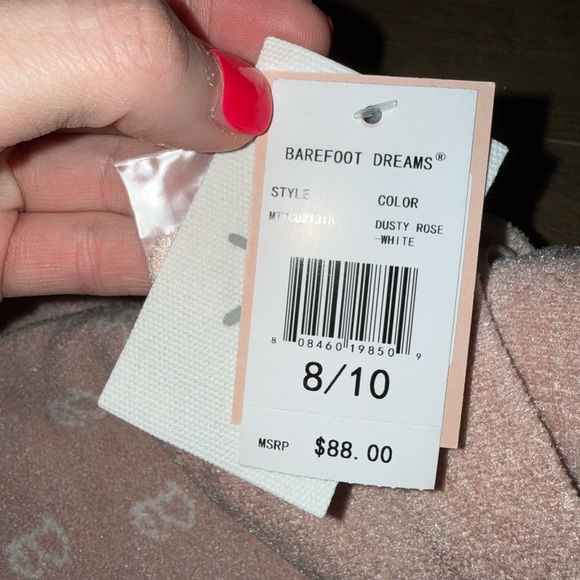 BAREFOOT DREAMS®
STYLE
COLOR
DUSTY ROSE
-WHITE
8 08460 19850 9
8/10
MSRP $88.00